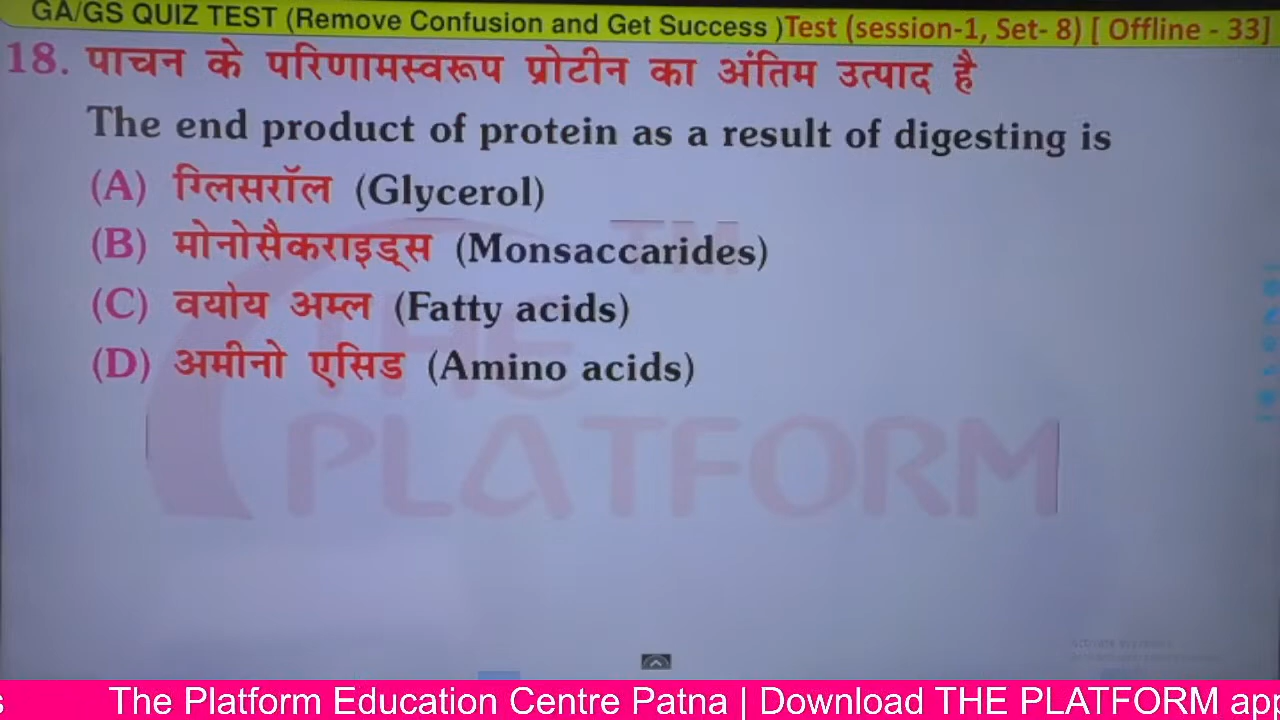 GA/GS QUIZ TEST (Remove Confusion and Get Success )Test (session-1, Set- 8) [ Offline - 33]
18. पाचन के परिणामस्वरूप प्रोटीन का अंतिम उत्पाद है
The end product of protein as a result of digesting is
(A) ग्लिसरॉल (Glycerol)
(B) मोनोसैकराइड्स (Monsaccarides)
(C) वयोय अम्ल (Fatty acids)
(D) अमीनो एसिड (Amino acids)
TM
THE
PLATFORM
s The Platform Education Centre Patna | Download THE PLATFORM app